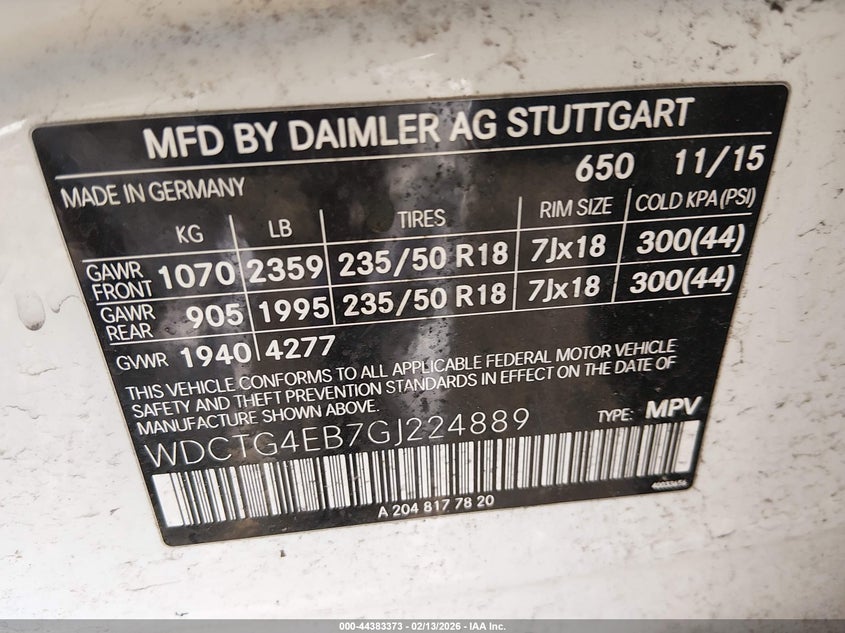 MFD BY DAIMLER AG STUTTGART
650 11/15
MADE IN GERMANY
KG LB TIRES RIM SIZE COLD KPA (PSI)
GAWR FRONT 1070 2359 235/50 R18 7Jx18 300(44)
GAWR REAR 905 1995 235/50 R18 7Jx18 300(44)
GVWR 1940 4277
THIS VEHICLE CONFORMS TO ALL APPLICABLE FEDERAL MOTOR VEHICLE
SAFETY AND THEFT PREVENTION STANDARDS IN EFFECT ON THE DATE OF
MANUFACTURE SHOWN ABOVE.
WDCTG4EB7GJ224889 TYPE: MPV
A 204 817 78 20
40033656
000-44383373 - 02/13/2026 - IAA Inc.